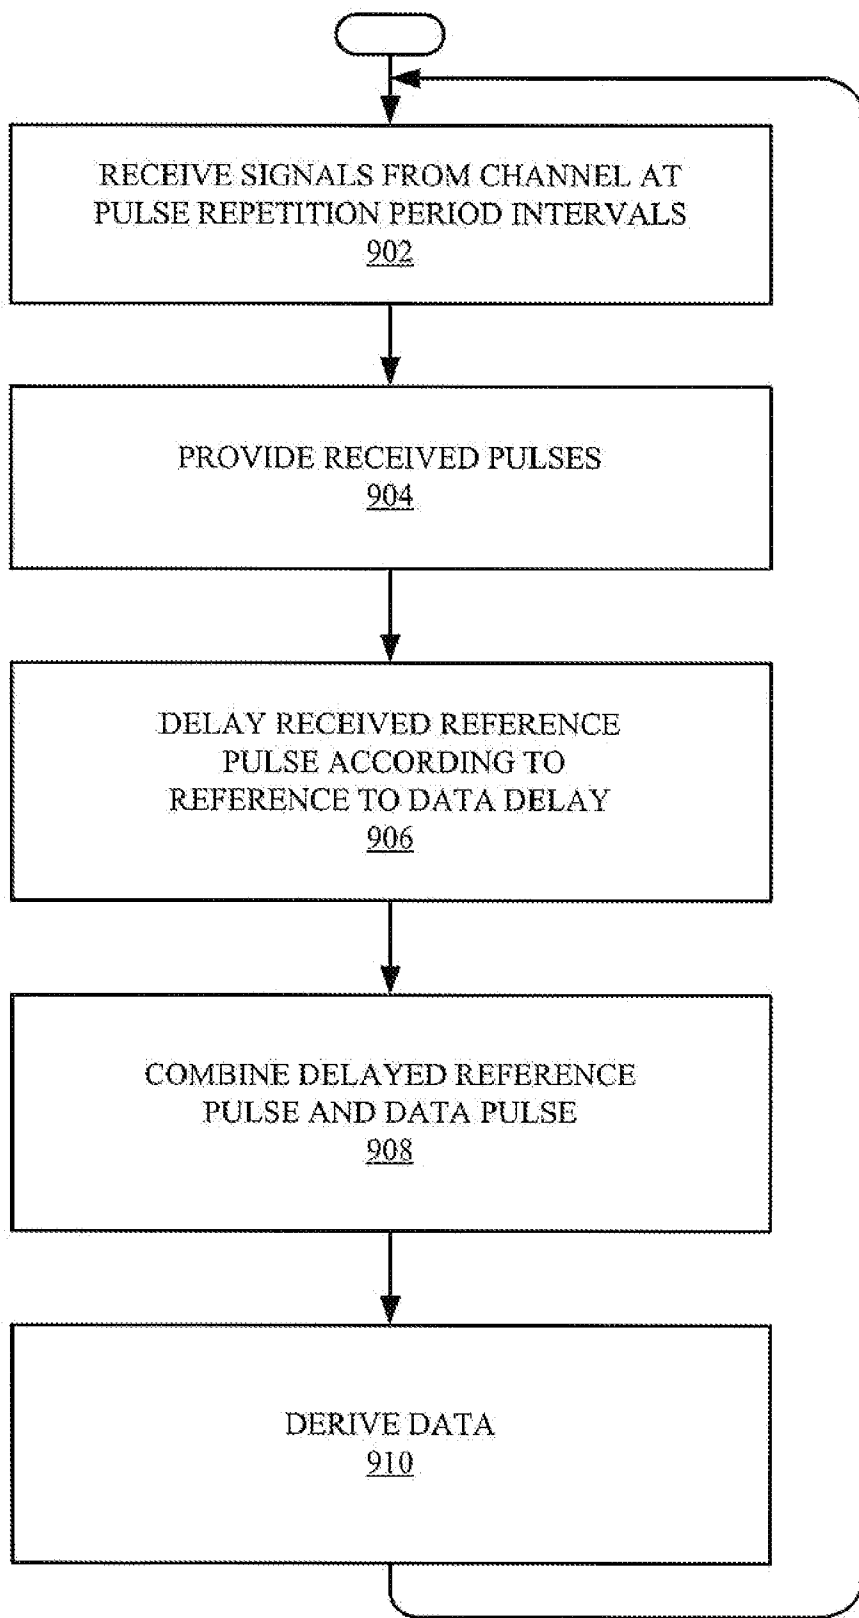 RECEIVE SIGNALS FROM CHANNEL AT
PULSE REPETITION PERIOD INTERVALS
902
PROVIDE RECEIVED PULSES
904
DELAY RECEIVED REFERENCE
PULSE ACCORDING TO
REFERENCE TO DATA DELAY
906
COMBINE DELAYED REFERENCE
PULSE AND DATA PULSE
908
DERIVE DATA
910